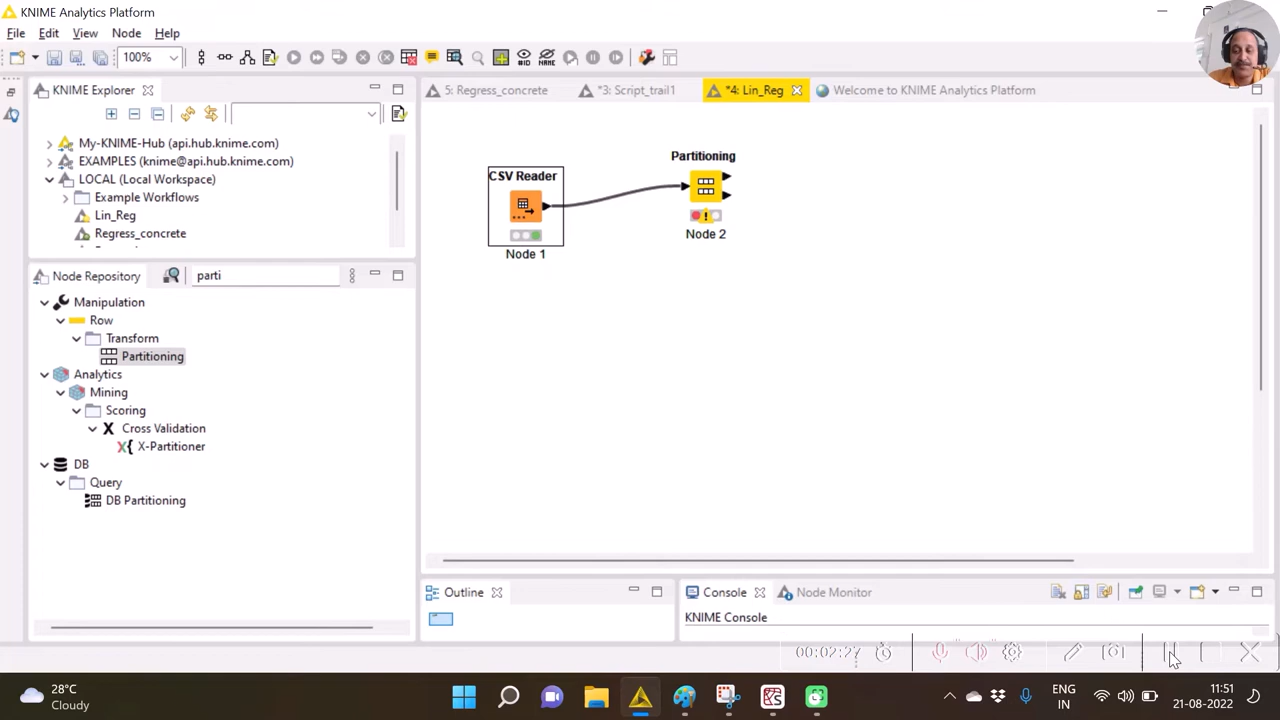 KNIME Analytics Platform
File Edit View Node Help
100%
KNIME Explorer
My-KNIME-Hub (api.hub.knime.com)
EXAMPLES (knime@api.hub.knime.com)
LOCAL (Local Workspace)
Example Workflows
Lin_Reg
Regress_concrete
Node Repository
parti
Manipulation
Row
Transform
Partitioning
Analytics
Mining
Scoring
Cross Validation
X-Partitioner
DB
Query
DB Partitioning
5: Regress_concrete
*3: Script_trail1
*4: Lin_Reg
Welcome to KNIME Analytics Platform
CSV Reader
Node 1
Partitioning
Node 2
Outline
Console
Node Monitor
KNIME Console
00:02:27
28°C
Cloudy
ENG
IN
11:51
21-08-2022